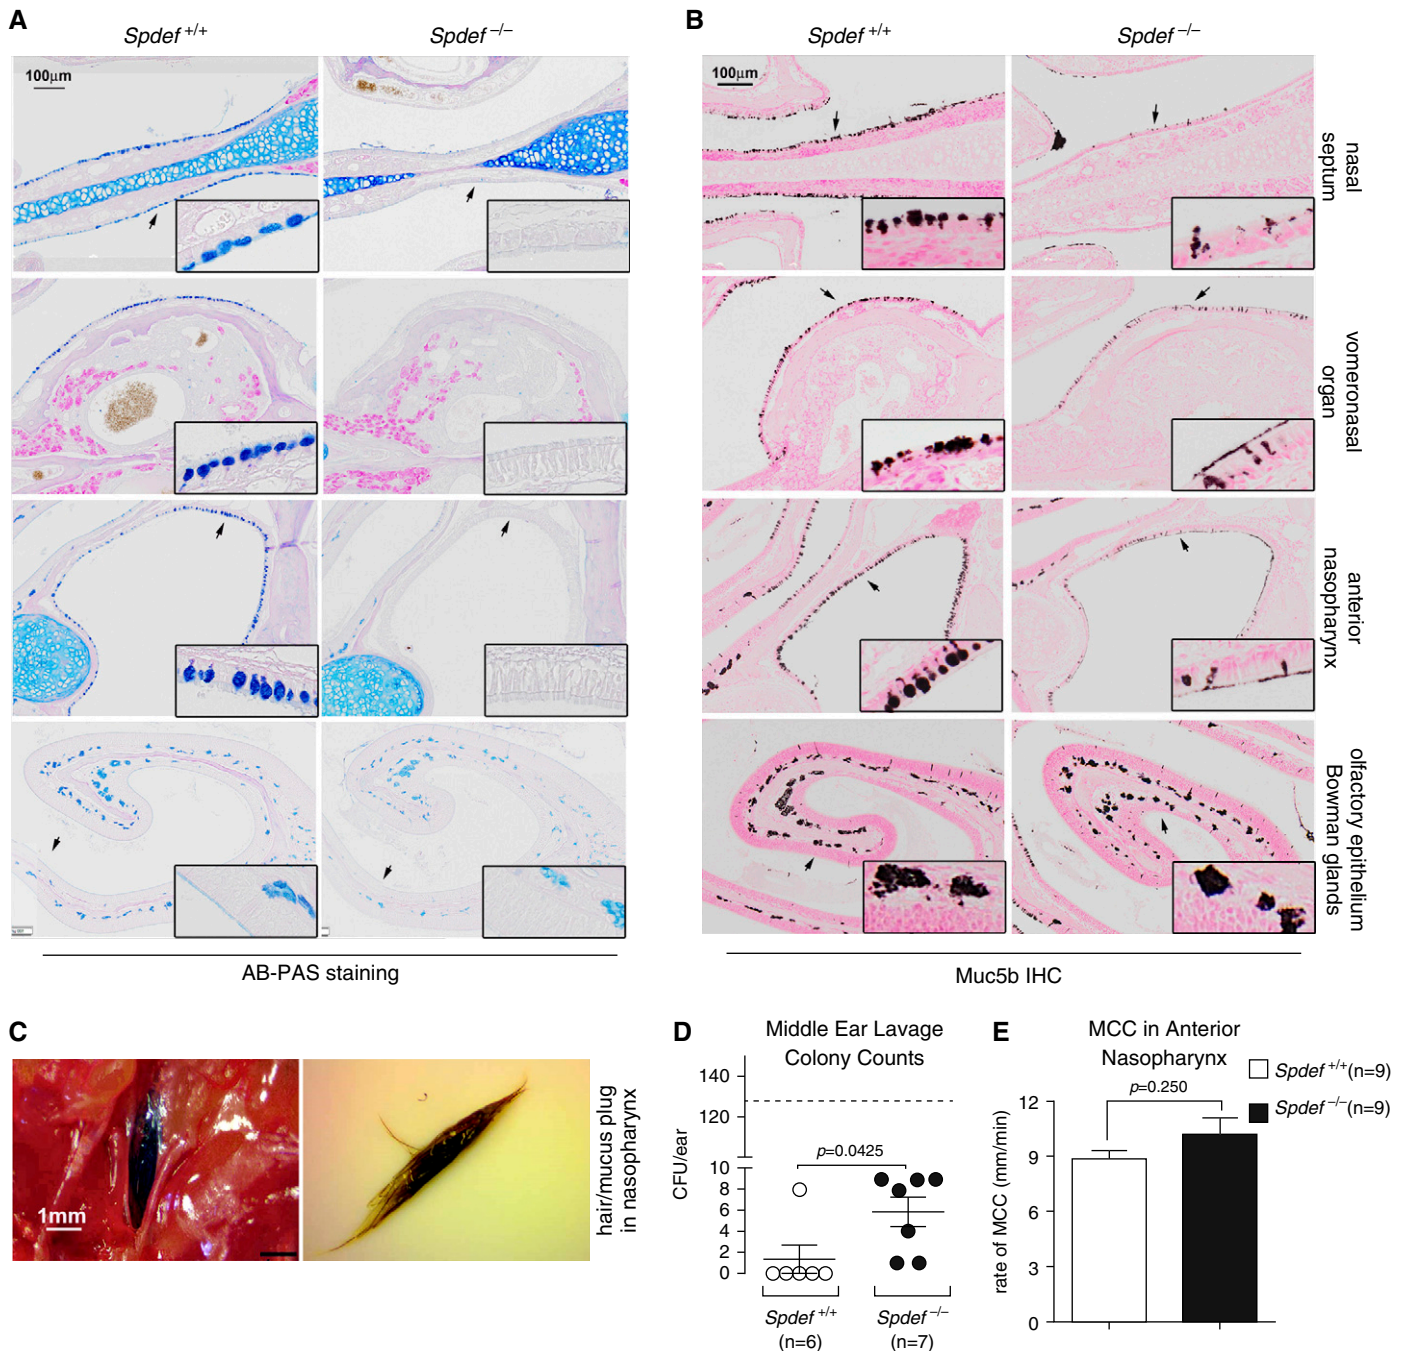 A
Spdef +/+
Spdef –/–
100µm
AB-PAS staining
B
Spdef +/+
Spdef –/–
100µm
nasal
septum
vomeronasal
organ
anterior
nasopharynx
olfactory epithelium
Bowman glands
Muc5b IHC
C
1mm
hair/mucus plug
in nasopharynx
D
Middle Ear Lavage
Colony Counts
CFU/ear
140
120
10
8
6
4
2
0
p=0.0425
Spdef +/+
(n=6)
Spdef –/–
(n=7)
E
MCC in Anterior
Nasopharynx
Spdef +/+(n=9)
Spdef –/–(n=9)
rate of MCC (mm/min)
12
9
6
3
0
p=0.250